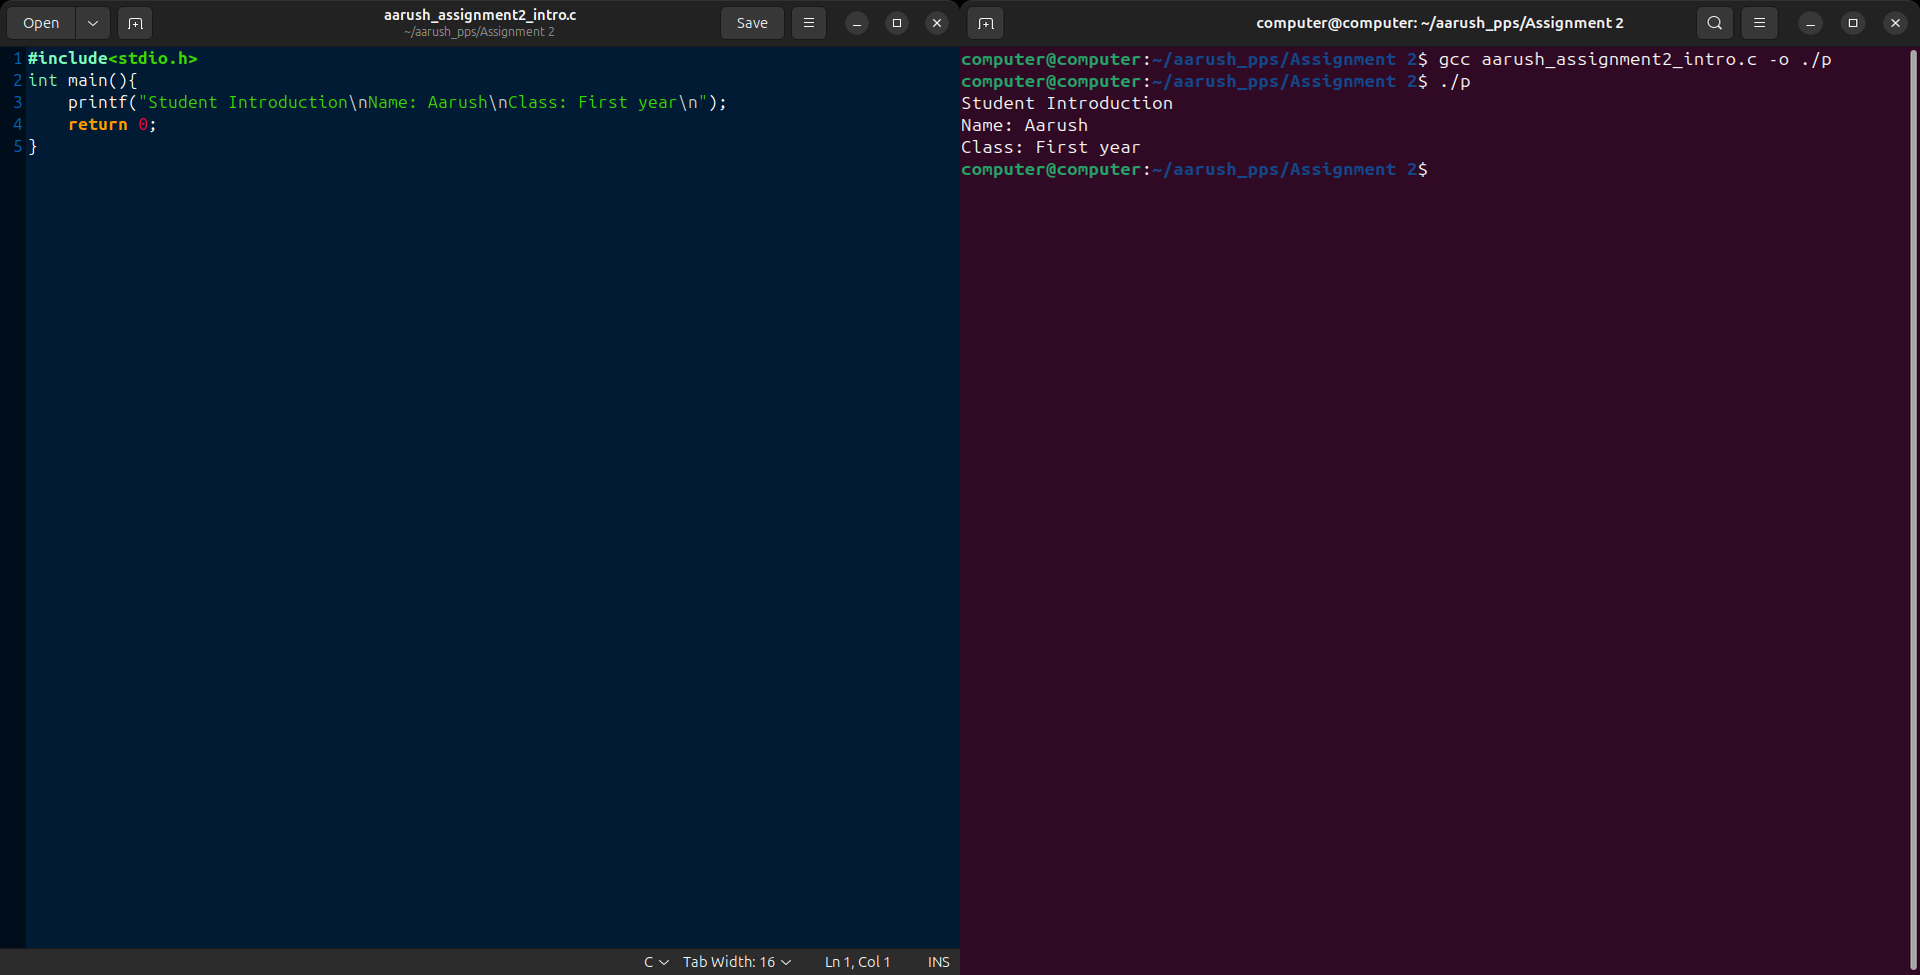 Open
aarush_assignment2_intro.c
~/aarush_pps/Assignment 2
Save
1 #include<stdio.h>
2 int main(){
3     printf("Student Introduction\nName: Aarush\nClass: First year\n");
4     return 0;
5 }
C Tab Width: 16 Ln 1, Col 1 INS
computer@computer: ~/aarush_pps/Assignment 2
computer@computer:~/aarush_pps/Assignment 2$ gcc aarush_assignment2_intro.c -o ./p
computer@computer:~/aarush_pps/Assignment 2$ ./p
Student Introduction
Name: Aarush
Class: First year
computer@computer:~/aarush_pps/Assignment 2$